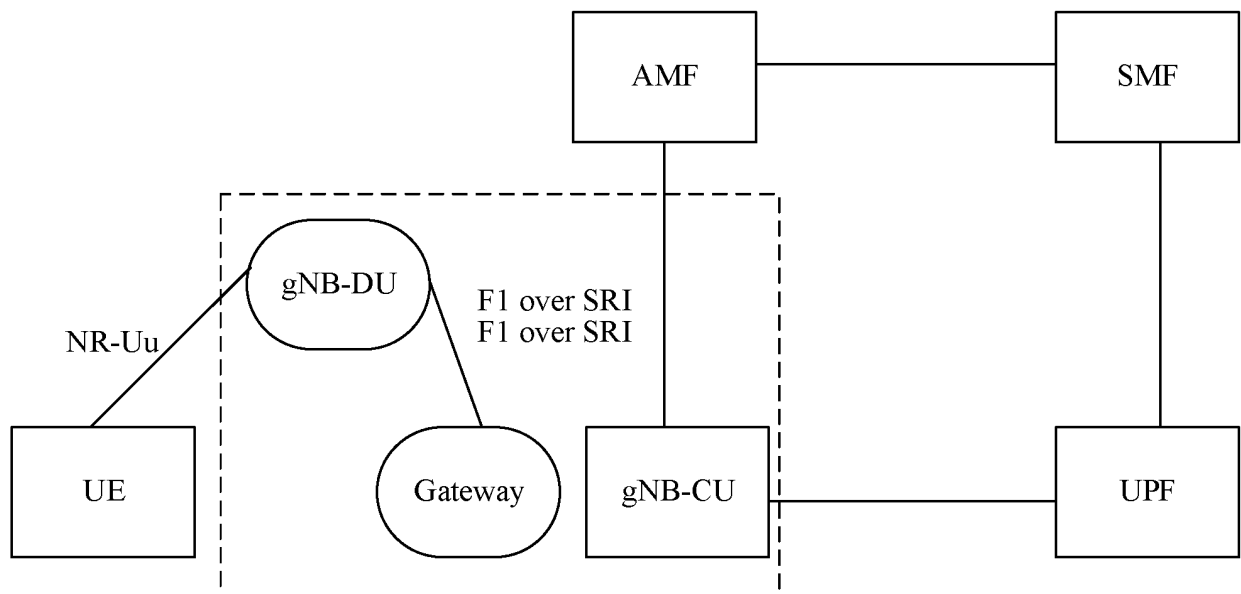 AMF
SMF
gNB-DU
F1 over SRI
F1 over SRI
NR-Uu
UE
Gateway
gNB-CU
UPF